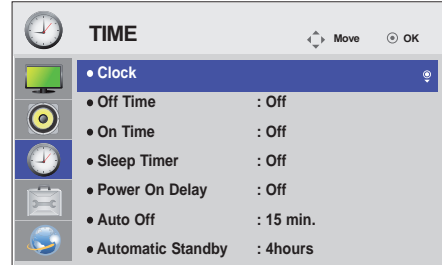 TIME
Move OK
• Clock
• Off Time : Off
• On Time : Off
• Sleep Timer : Off
• Power On Delay : Off
• Auto Off : 15 min.
• Automatic Standby : 4hours